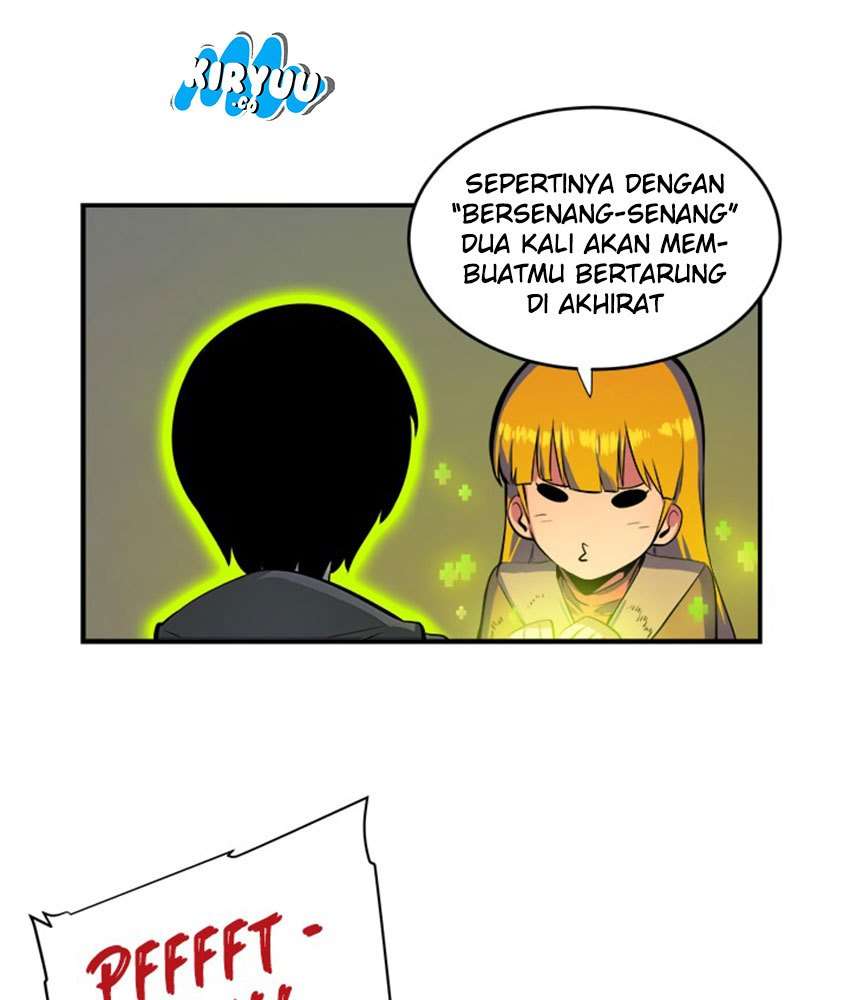 KIRYUU
.CO
SEPERTINYA DENGAN
"BERSENANG-SENANG"
DUA KALI AKAN MEM-
BUATMU BERTARUNG
DI AKHIRAT
PFFFFT -